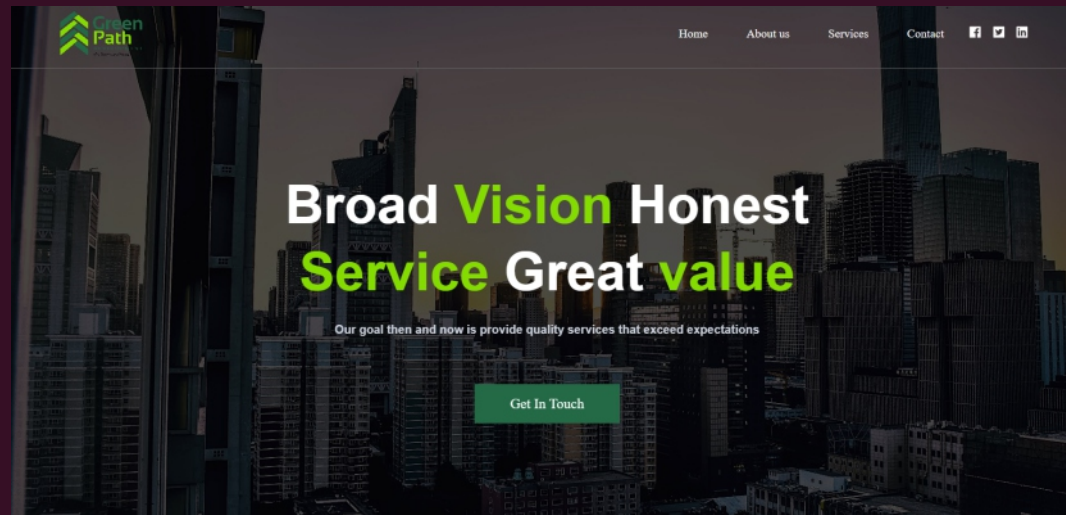 Green
Path
Home About us Services Contact
Broad Vision Honest
Service Great value
Our goal then and now is provide quality services that exceed expectations
Get In Touch